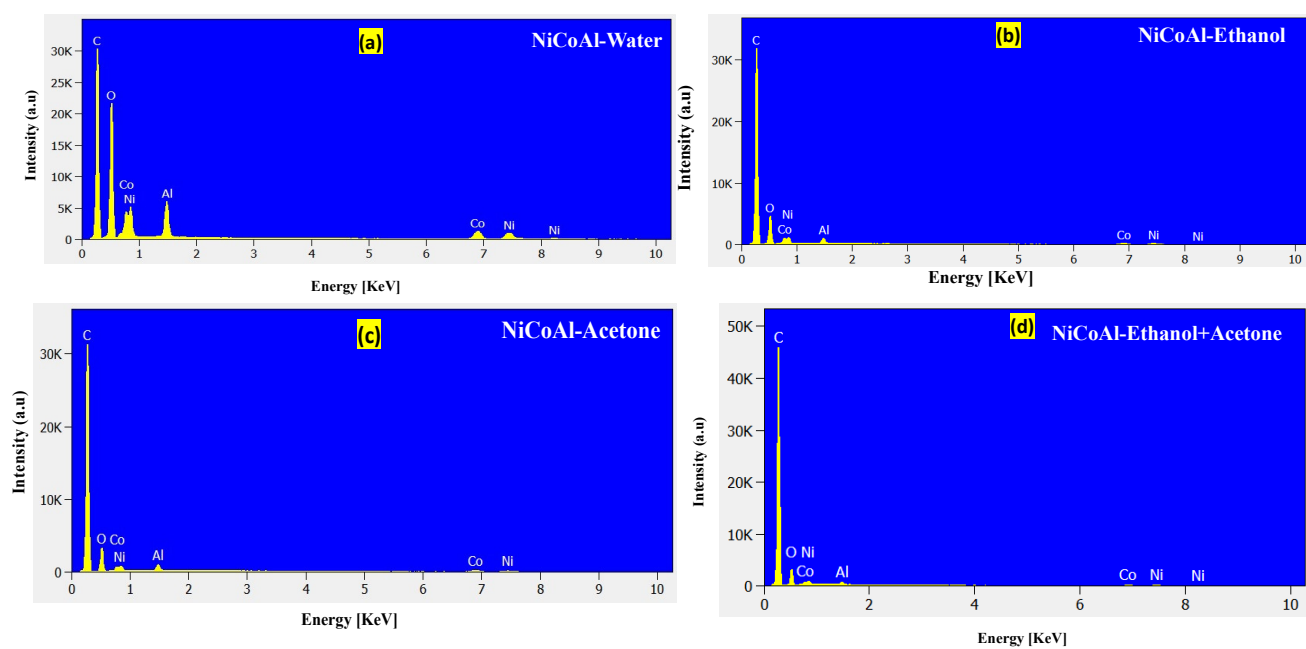 (a)
NiCoAl-Water
Intensity (a.u)
30K
25K
20K
15K
10K
5K
0
C
O
Co
Ni
Al
Co
Ni
Ni
0 1 2 3 4 5 6 7 8 9 10
Energy [KeV]
(b)
NiCoAl-Ethanol
Intensity (a.u)
30K
20K
10K
0
C
O
Ni
Co
Al
Co
Ni
Ni
0 1 2 3 4 5 6 7 8 9 10
Energy [KeV]
(c)
NiCoAl-Acetone
Intensity (a.u)
30K
20K
10K
0
C
O Co
Ni
Al
Co
Ni
0 1 2 3 4 5 6 7 8 9 10
Energy [KeV]
(d)
NiCoAl-Ethanol+Acetone
Intensity (a.u)
50K
40K
30K
20K
10K
0
C
O Ni
Co
Al
Co
Ni
Ni
0 2 4 6 8 10
Energy [KeV]